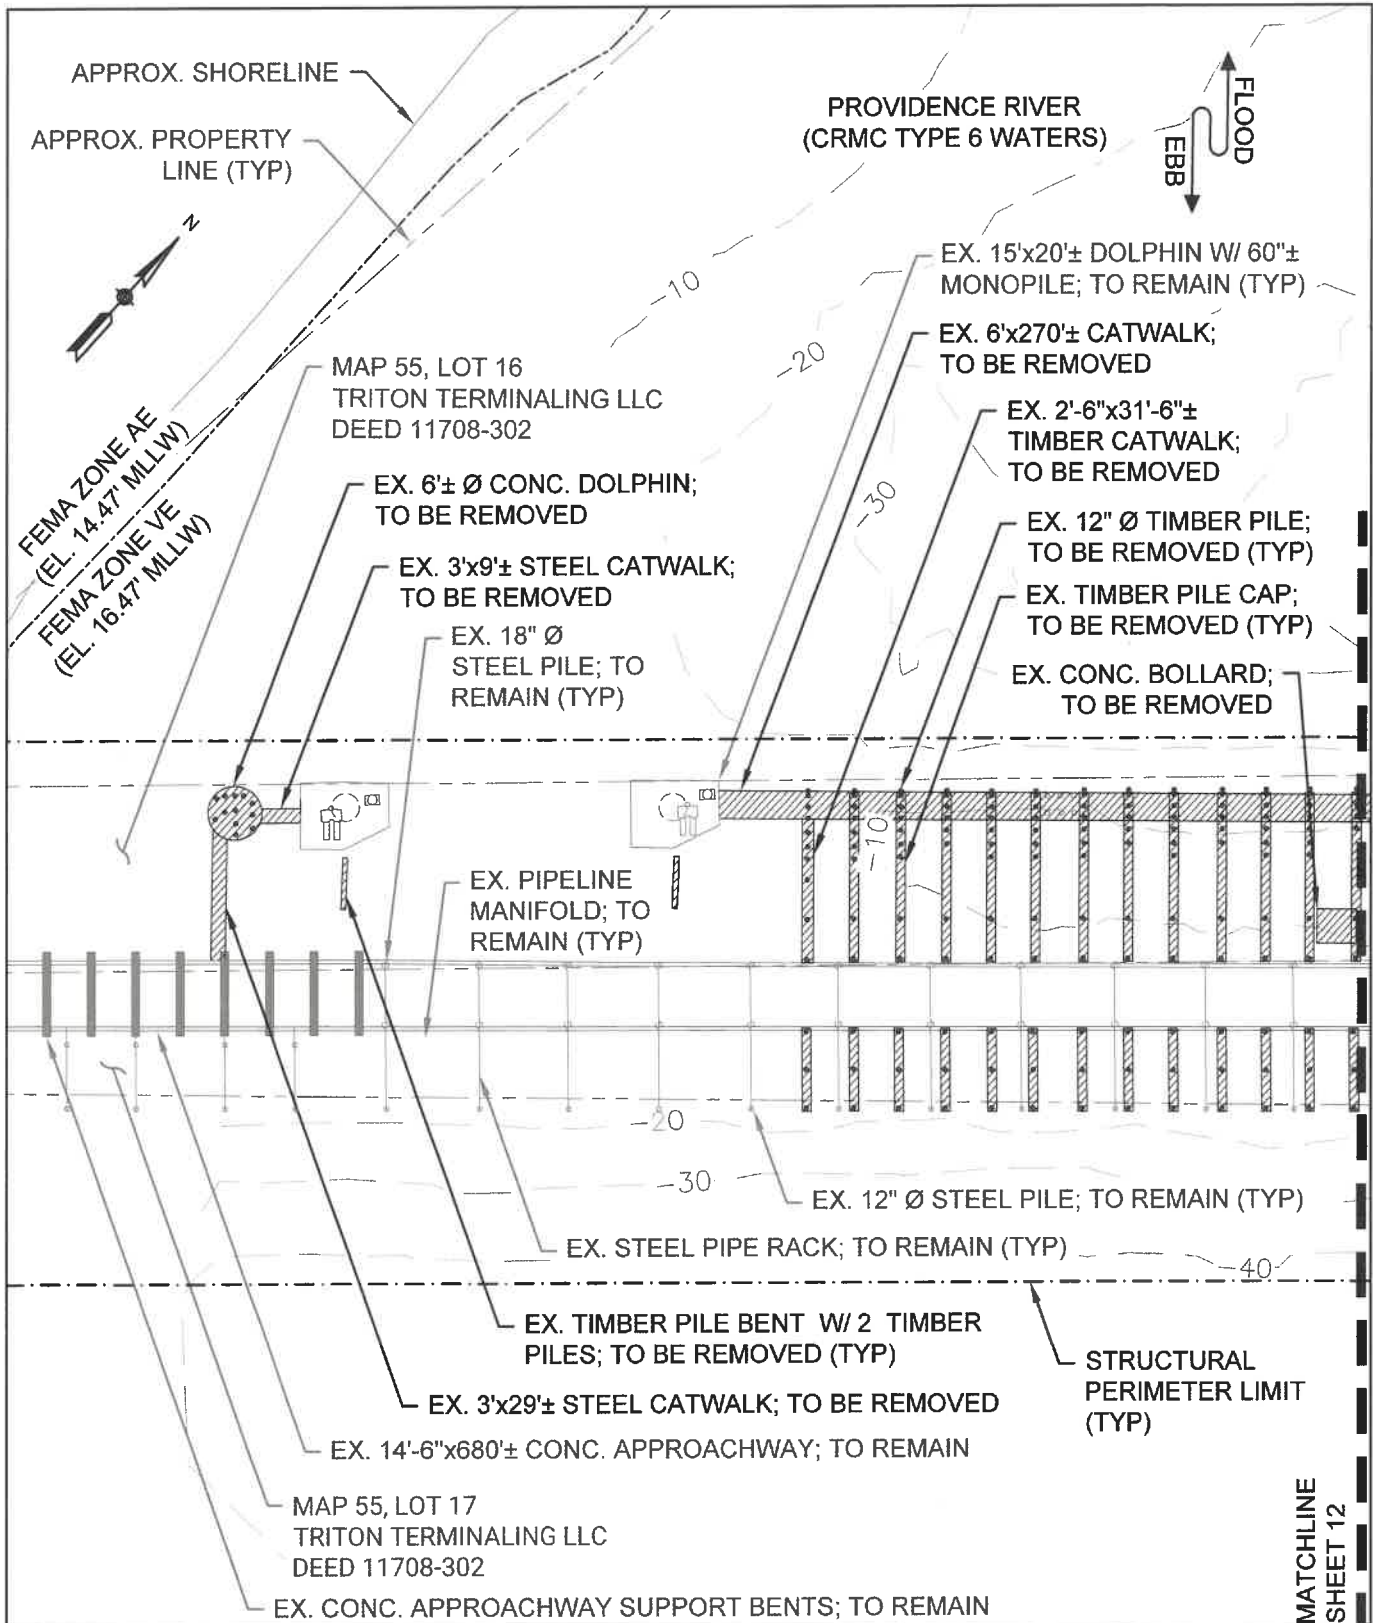 APPROX. SHORELINE
APPROX. PROPERTY
LINE (TYP)
N
PROVIDENCE RIVER
(CRMC TYPE 6 WATERS)
FLOOD
EBB
-10
-20
-30
EX. 15'x20'± DOLPHIN W/ 60"±
MONOPILE; TO REMAIN (TYP)
EX. 6'x270'± CATWALK;
TO BE REMOVED
MAP 55, LOT 16
TRITON TERMINALING LLC
DEED 11708-302
EX. 2'-6"x31'-6"±
TIMBER CATWALK;
TO BE REMOVED
FEMA ZONE AE
(EL. 14.47' MLLW)
FEMA ZONE VE
(EL. 16.47' MLLW)
EX. 6'± Ø CONC. DOLPHIN;
TO BE REMOVED
EX. 12" Ø TIMBER PILE;
TO BE REMOVED (TYP)
EX. 3'x9'± STEEL CATWALK;
TO BE REMOVED
EX. TIMBER PILE CAP;
TO BE REMOVED (TYP)
EX. 18" Ø
STEEL PILE; TO
REMAIN (TYP)
EX. CONC. BOLLARD;
TO BE REMOVED
-10
EX. PIPELINE
MANIFOLD; TO
REMAIN (TYP)
-20
-30
EX. 12" Ø STEEL PILE; TO REMAIN (TYP)
EX. STEEL PIPE RACK; TO REMAIN (TYP)
-40
EX. TIMBER PILE BENT W/ 2 TIMBER
PILES; TO BE REMOVED (TYP)
STRUCTURAL
PERIMETER LIMIT
(TYP)
EX. 3'x29'± STEEL CATWALK; TO BE REMOVED
EX. 14'-6"x680'± CONC. APPROACHWAY; TO REMAIN
MAP 55, LOT 17
TRITON TERMINALING LLC
DEED 11708-302
EX. CONC. APPROACHWAY SUPPORT BENTS; TO REMAIN
MATCHLINE
SHEET 12